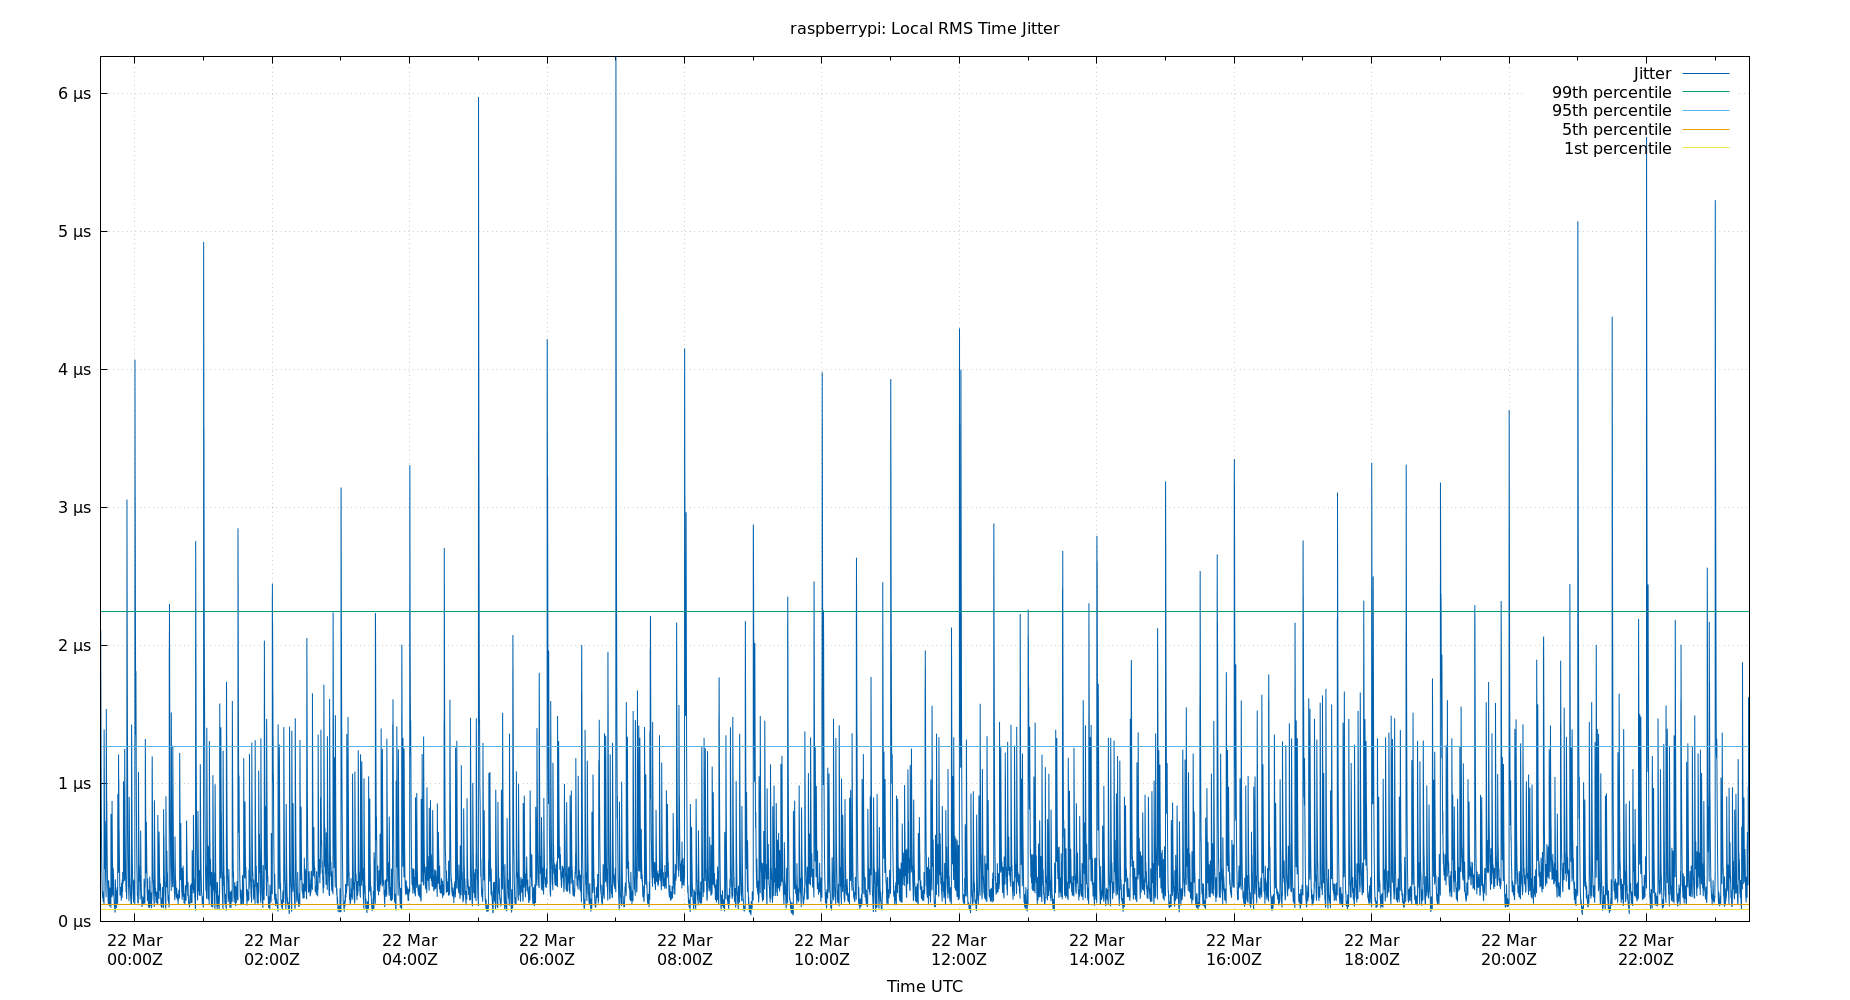 raspberrypi: Local RMS Time Jitter
Jitter
99th percentile
95th percentile
5th percentile
1st percentile
6 µs
5 µs
4 µs
3 µs
2 µs
1 µs
0 µs
22 Mar 22 Mar 22 Mar 22 Mar 22 Mar 22 Mar 22 Mar 22 Mar 22 Mar 22 Mar 22 Mar 22 Mar
00:00Z 02:00Z 04:00Z 06:00Z 08:00Z 10:00Z 12:00Z 14:00Z 16:00Z 18:00Z 20:00Z 22:00Z
Time UTC